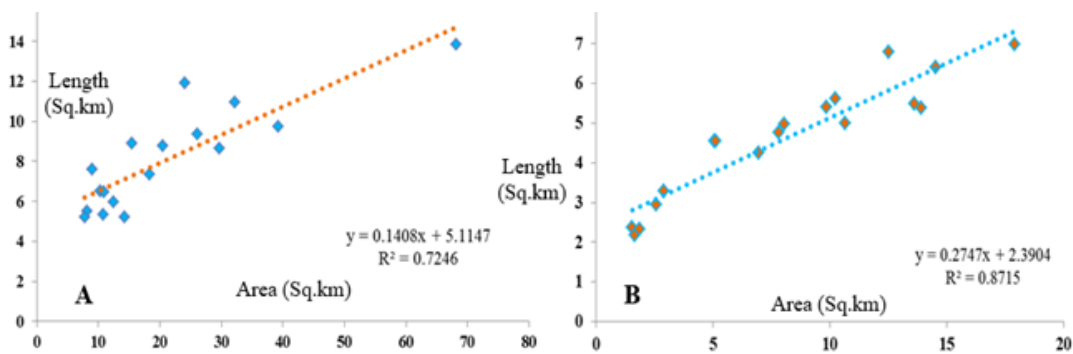 14
12
10
8
6
4
2
0
Length
(Sq.km)
y = 0.1408x + 5.1147
R² = 0.7246
A
Area (Sq.km)
0
10
20
30
40
50
60
70
80
7
6
5
4
3
2
1
0
Length
(Sq.km)
y = 0.2747x + 2.3904
R² = 0.8715
B
Area (Sq.km)
0
5
10
15
20